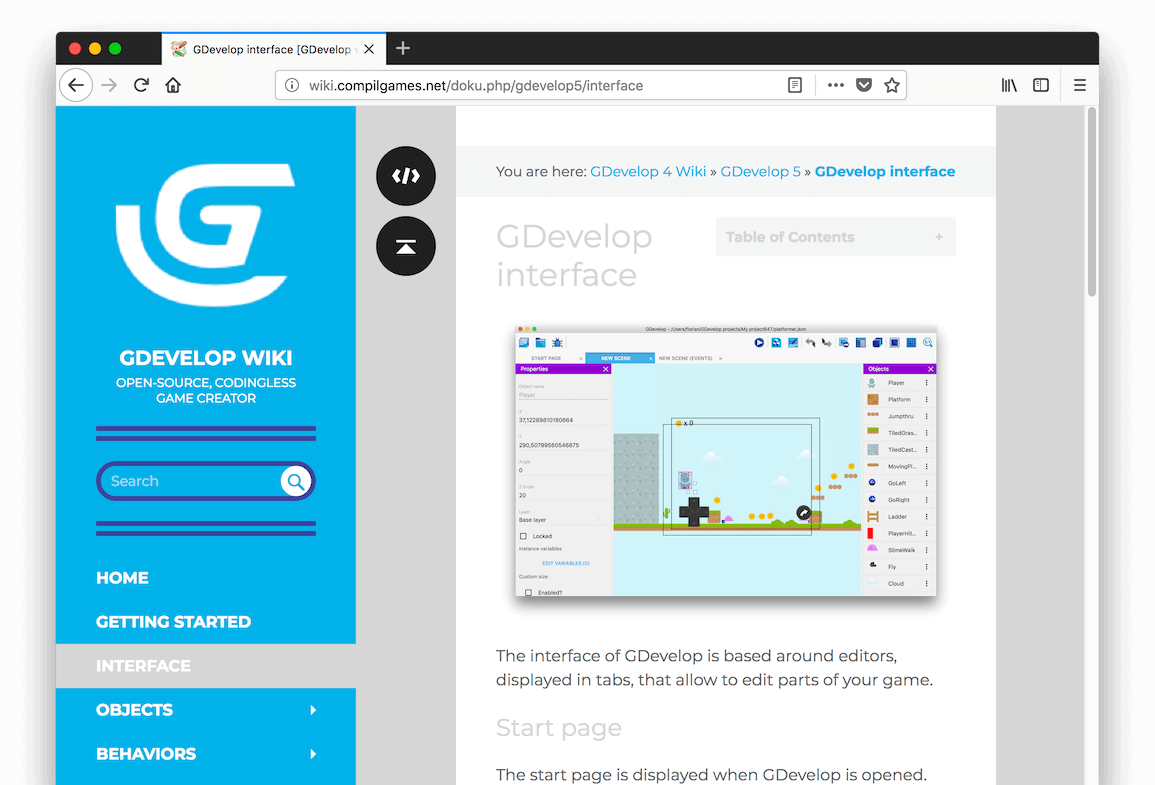 GDevelop interface [GDevelop
wiki.compilgames.net/doku.php/gdevelop5/interface
GDEVELOP WIKI
OPEN-SOURCE, CODINGLESS
GAME CREATOR
Search
HOME
GETTING STARTED
INTERFACE
OBJECTS
BEHAVIORS
You are here: GDevelop 4 Wiki » GDevelop 5 » GDevelop interface
GDevelop
interface
Table of Contents +
GDevelop - /Users/florian/GDevelop projects/My project647/platformer.json
START PAGE NEW SCENE NEW SCENE (EVENTS)
Properties
Object name
Player
X
37,12289810180664
Y
290,50799560546875
Angle
0
Z Order
20
Layer
Base layer
Locked
Instance variables
EDIT VARIABLES (0)
Custom size
Enabled?
x 0
Objects
Player
Platform
Jumpthru
TiledGras...
TiledCast...
MovingPl...
GoLeft
GoRight
Ladder
PlayerHit...
SlimeWalk
Fly
Cloud
The interface of GDevelop is based around editors,
displayed in tabs, that allow to edit parts of your game.
Start page
The start page is displayed when GDevelop is opened.